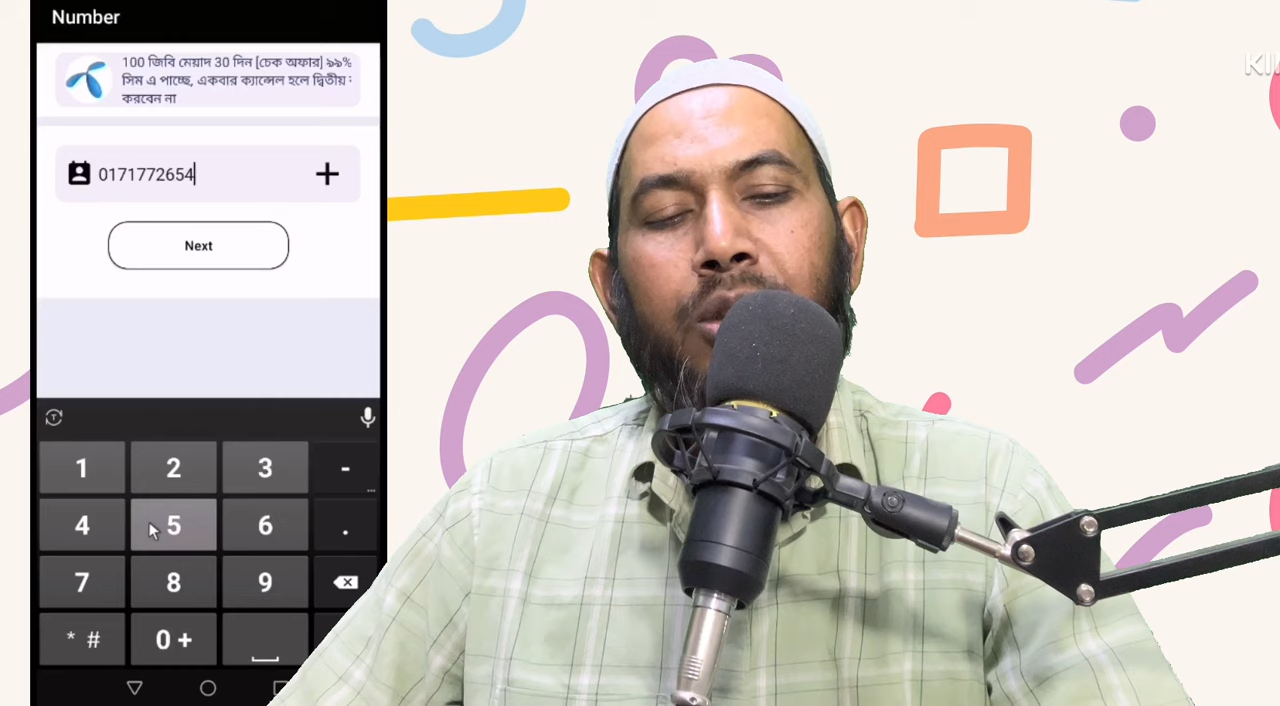 Number
100 জিবি মেয়াদ 30 দিন [চেক অফার] ৯৯%
সিম এ পাচ্ছে, একবার ক্যান্সেল হলে দ্বিতীয়
করবেন না
0171772654
Next
1 2 3 -
4 5 6 .
7 8 9
* # 0 +